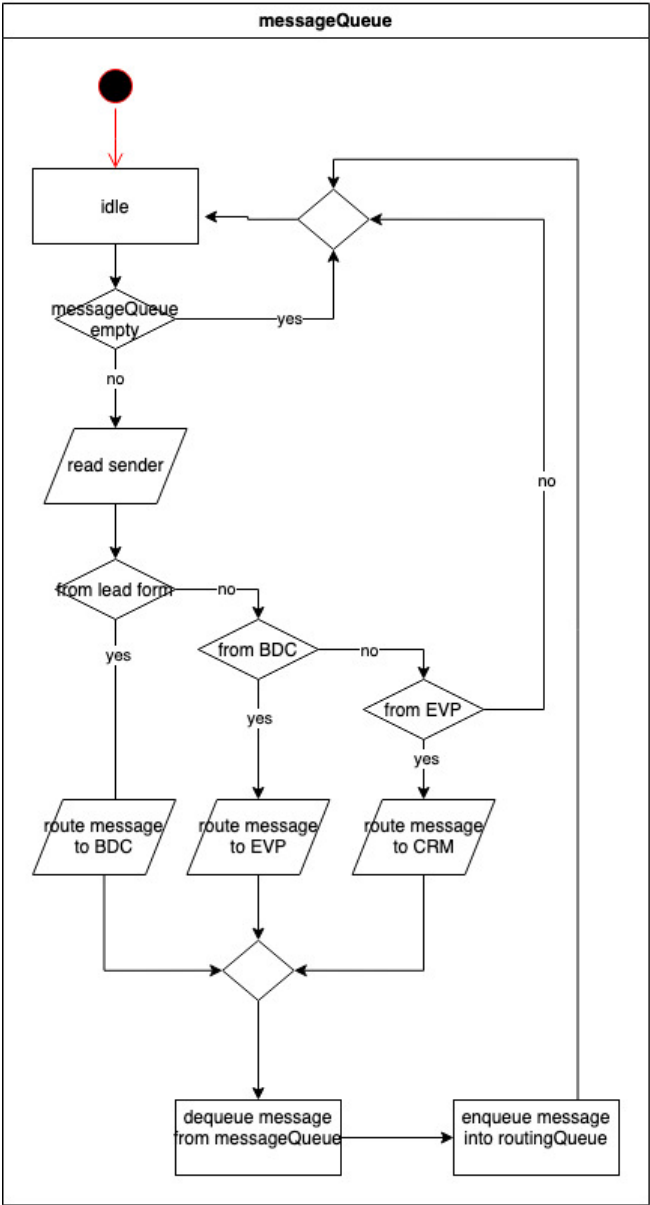 messageQueue
idle
messageQueue
empty
yes
no
read sender
no
from lead form
no
from BDC
no
yes
from EVP
yes
yes
route message
to BDC
route message
to EVP
route message
to CRM
dequeue message
from messageQueue
enqueue message
into routingQueue